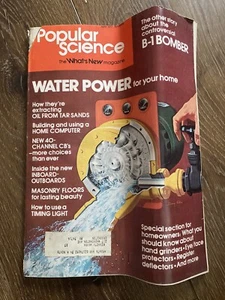 Popular
Science
The What's New magazine
The other story
about the
controversial
B-1 BOMBER
WATER POWER for your home
How they're
extracting
OIL FROM TAR SANDS
Building and using a
HOME COMPUTER
NEW 40-
CHANNEL CB's
—more choices
than ever
Inside the new
INBOARD-
OUTBOARDS
MASONRY FLOORS
for lasting beauty
How to use a
TIMING LIGHT
Special section for
homeowners: What you
should know about
hand grinders • Eye/face
protectors • Register
deflectors • And more